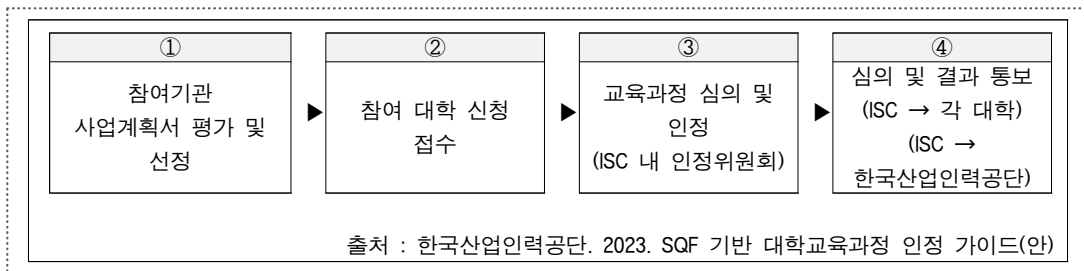 ①
참여기관
사업계획서 평가 및
선정
▶
②
참여 대학 신청
접수
▶
③
교육과정 심의 및
인정
(ISC 내 인정위원회)
▶
④
심의 및 결과 통보
(ISC → 각 대학)
(ISC →
한국산업인력공단)
출처 : 한국산업인력공단. 2023. SQF 기반 대학교육과정 인정 가이드(안)